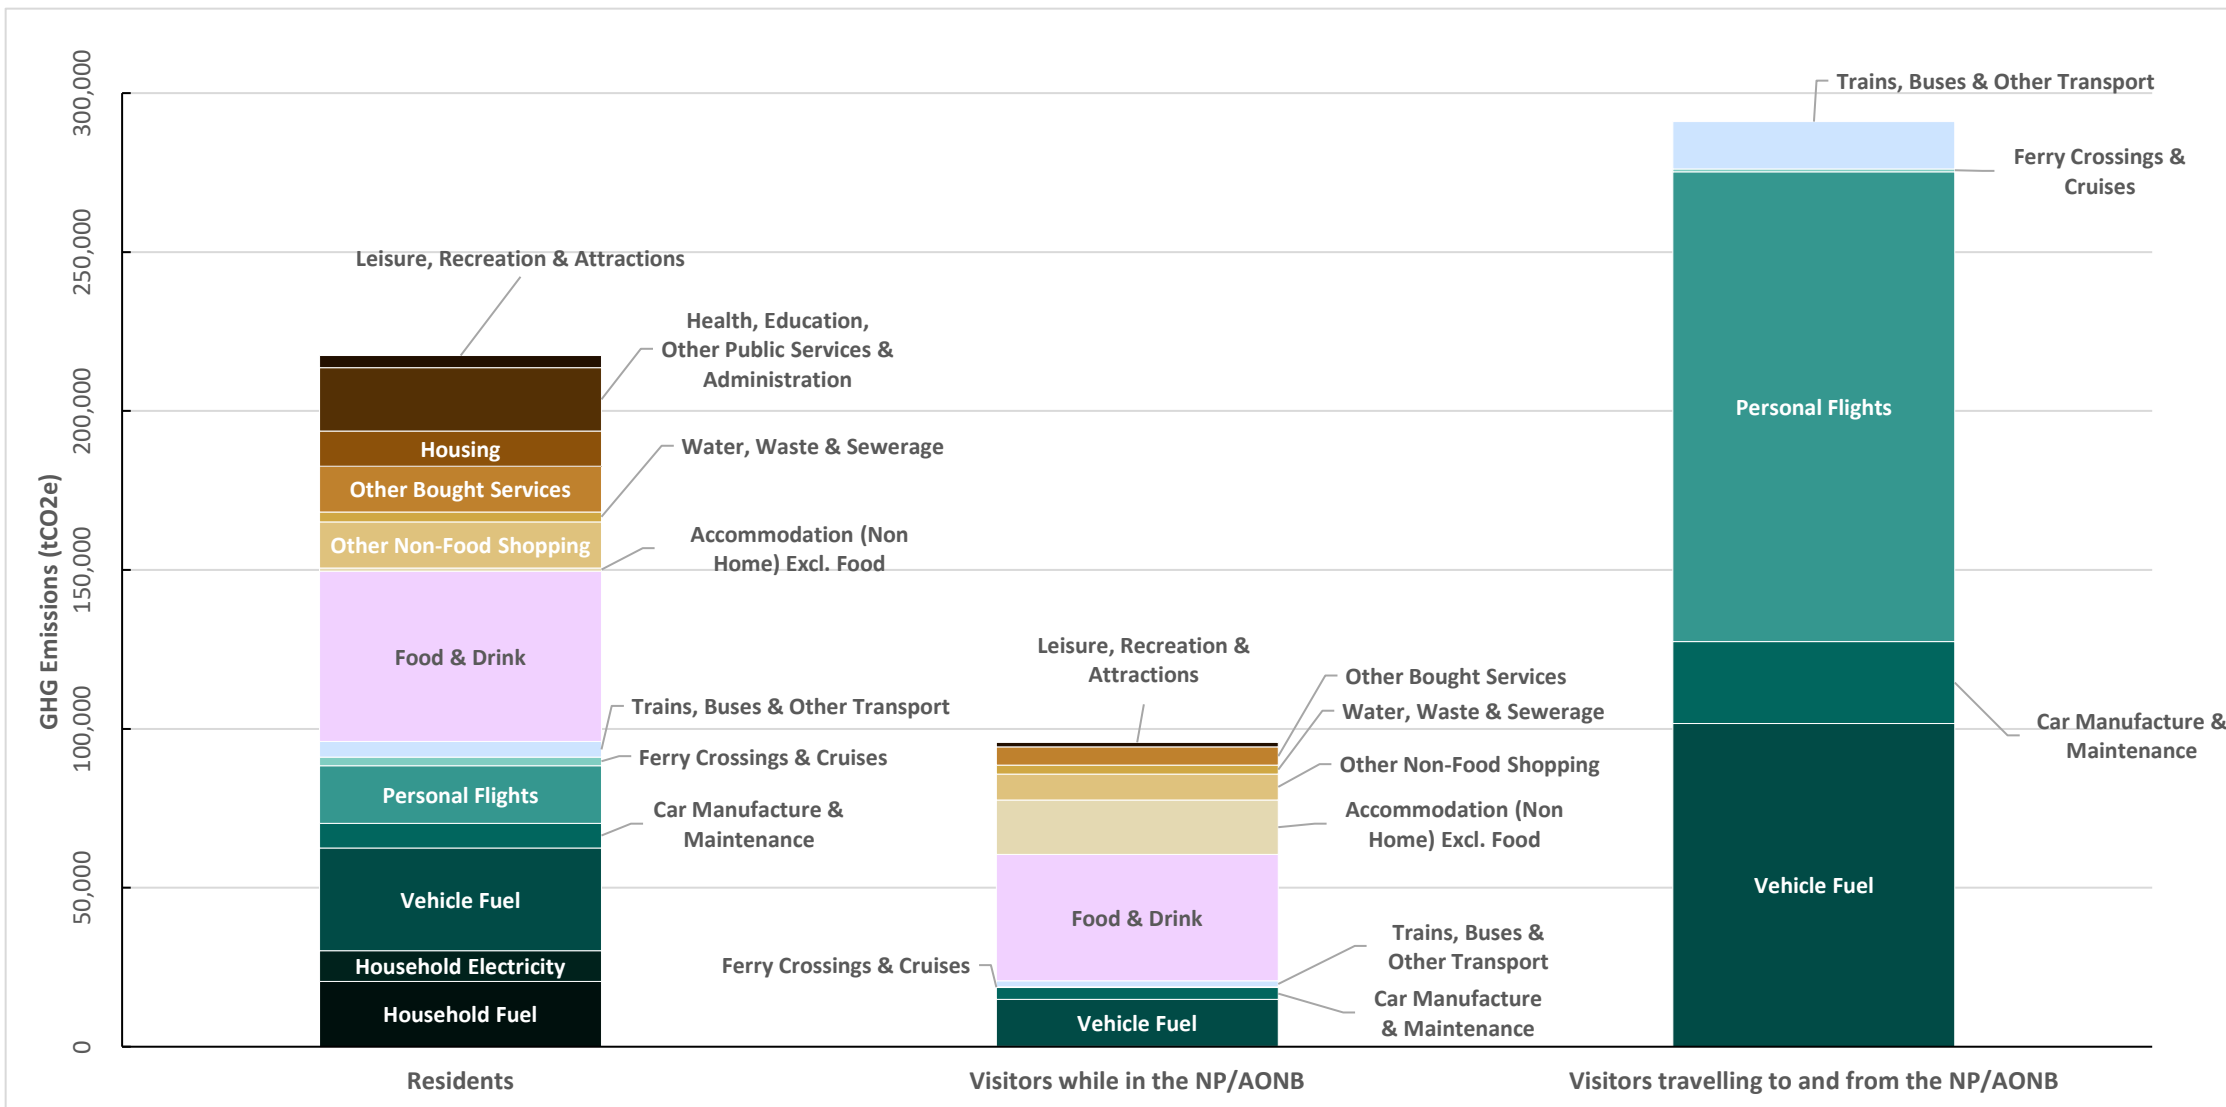 GHG Emissions (tCO2e)
300,000
250,000
200,000
150,000
100,000
50,000
0
Leisure, Recreation & Attractions
Health, Education,
Other Public Services &
Administration
Housing
Water, Waste & Sewerage
Other Bought Services
Other Non-Food Shopping
Accommodation (Non
Home) Excl. Food
Food & Drink
Trains, Buses & Other Transport
Ferry Crossings & Cruises
Personal Flights
Car Manufacture &
Maintenance
Vehicle Fuel
Household Electricity
Household Fuel
Residents
Leisure, Recreation &
Attractions
Other Bought Services
Water, Waste & Sewerage
Other Non-Food Shopping
Accommodation (Non
Home) Excl. Food
Food & Drink
Trains, Buses &
Other Transport
Ferry Crossings & Cruises
Car Manufacture
& Maintenance
Vehicle Fuel
Visitors while in the NP/AONB
Trains, Buses & Other Transport
Ferry Crossings &
Cruises
Personal Flights
Car Manufacture &
Maintenance
Vehicle Fuel
Visitors travelling to and from the NP/AONB